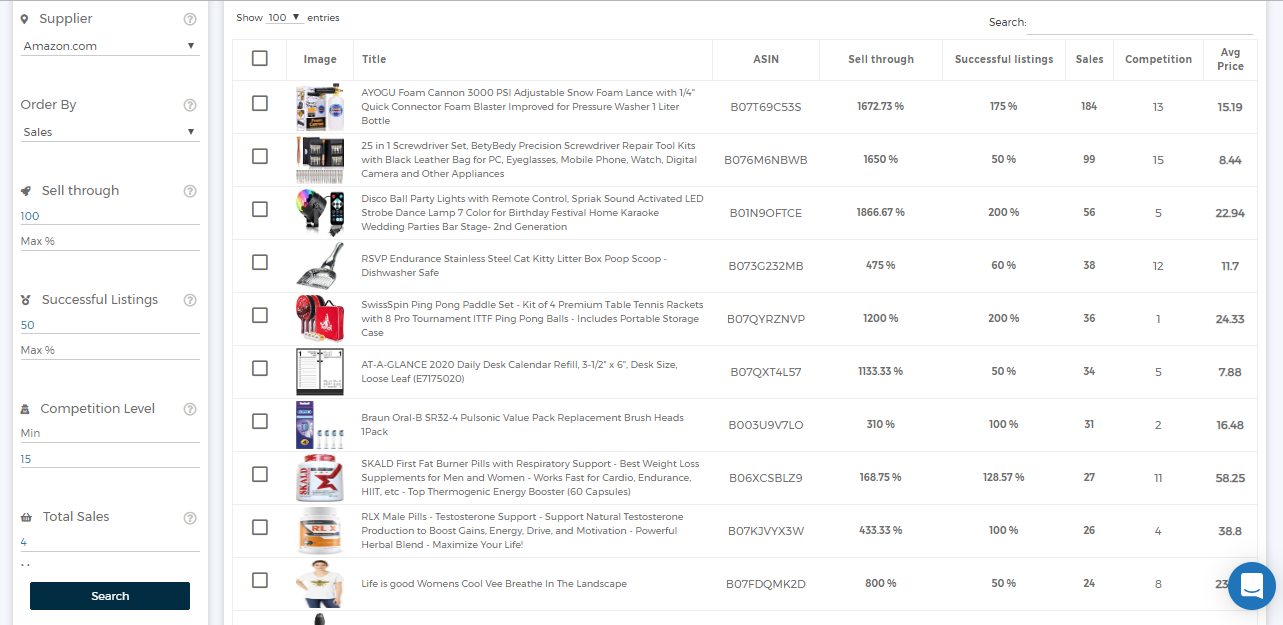 Supplier
Amazon.com
Order By
Sales
Sell through
100
Max %
Successful Listings
50
Max %
Competition Level
Min
15
Total Sales
4
Search
Show 100 entries
Search:
Image Title ASIN Sell through Successful listings Sales Competition Avg
Price
AYOGU Foam Cannon 3000 PSI Adjustable Snow Foam Lance with 1/4"
Quick Connector Foam Blaster Improved for Pressure Washer 1 Liter
Bottle
B07T69C53S 1672.73 % 175 % 184 13 15.19
25 in 1 Screwdriver Set, BetyBedy Precision Screwdriver Repair Tool Kits
with Black Leather Bag for PC, Eyeglasses, Mobile Phone, Watch, Digital
Camera and Other Appliances
B076M6NBWB 1650 % 50 % 99 15 8.44
Disco Ball Party Lights with Remote Control, Spriak Sound Activated LED
Strobe Dance Lamp 7 Color for Birthday Festival Home Karaoke
Wedding Parties Bar Stage- 2nd Generation
B01N9OFTCE 1866.67 % 200 % 56 5 22.94
RSVP Endurance Stainless Steel Cat Kitty Litter Box Poop Scoop -
Dishwasher Safe
B073G232MB 475 % 60 % 38 12 11.7
SwissSpin Ping Pong Paddle Set - Kit of 4 Premium Table Tennis Rackets
with 8 Pro Tournament ITTF Ping Pong Balls - Includes Portable Storage
Case
B07QYRZNVP 1200 % 200 % 36 1 24.33
AT-A-GLANCE 2020 Daily Desk Calendar Refill, 3-1/2" x 6", Desk Size,
Loose Leaf (E7175020)
B07QXT4L57 1133.33 % 50 % 34 5 7.88
Braun Oral-B SR32-4 Pulsonic Value Pack Replacement Brush Heads
1Pack
B003U9V7LO 310 % 100 % 31 2 16.48
SKALD First Fat Burner Pills with Respiratory Support - Best Weight Loss
Supplements for Men and Women - Works Fast for Cardio, Endurance,
HIIT, etc - Top Thermogenic Energy Booster (60 Capsules)
B06XCSBLZ9 168.75 % 128.57 % 27 11 58.25
SKALD
RLX Male Pills - Testosterone Support - Support Natural Testosterone
Production to Boost Gains, Energy, Drive, and Motivation - Powerful
Herbal Blend - Maximize Your Life!
B07KJVYX3W 433.33 % 100 % 26 4 38.8
RLX
Life is good Womens Cool Vee Breathe In The Landscape
B07FDQMK2D 800 % 50 % 24 8 23